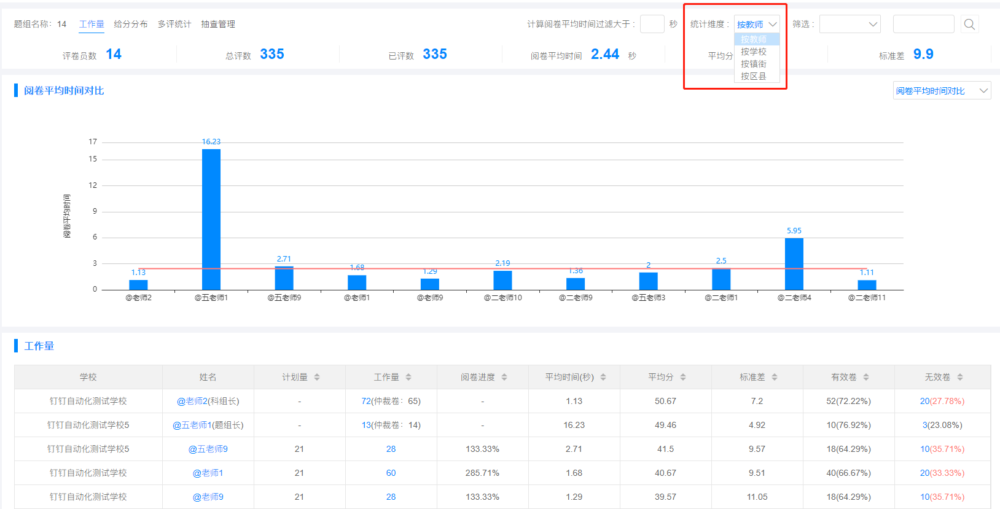 题组名称：14 工作量 给分分布 多评统计 抽查管理 计算阅卷平均时间过滤大于： 秒 统计维度： 按教师 筛选：
按教师
按学校
按镇街
按区县
评卷员数 14 总评数 335 已评数 335 阅卷平均时间 2.44 秒 平均分 标准差 9.9
阅卷平均时间对比 阅卷平均时间对比
阅卷平均时间
17
15
12
9
6
3
0
1.13 16.23 2.71 1.68 1.29 2.19 1.36 2 2.5 5.95 1.11
@老师2 @五老师1 @五老师9 @老师1 @老师9 @二老师10 @二老师9 @五老师3 @二老师1 @二老师4 @二老师11
工作量
学校 姓名 计划量 工作量 阅卷进度 平均时间(秒) 平均分 标准差 有效卷 无效卷
钉钉自动化测试学校 @老师2(科组长) - 72(仲裁卷：65) - 1.13 50.67 7.2 52(72.22%) 20(27.78%)
钉钉自动化测试学校5 @五老师1(题组长) - 13(仲裁卷：14) - 16.23 49.46 4.92 10(76.92%) 3(23.08%)
钉钉自动化测试学校5 @五老师9 21 28 133.33% 2.71 41.5 9.57 18(64.29%) 10(35.71%)
钉钉自动化测试学校 @老师1 21 60 285.71% 1.68 40.67 9.51 40(66.67%) 20(33.33%)
钉钉自动化测试学校 @老师9 21 28 133.33% 1.29 39.57 11.05 18(64.29%) 10(35.71%)